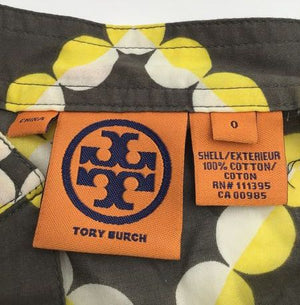 CHINA
0
SHELL/EXTERIEUR
100% COTTON/
COTON
RN# 111395
CA 00985
TORY BURCH